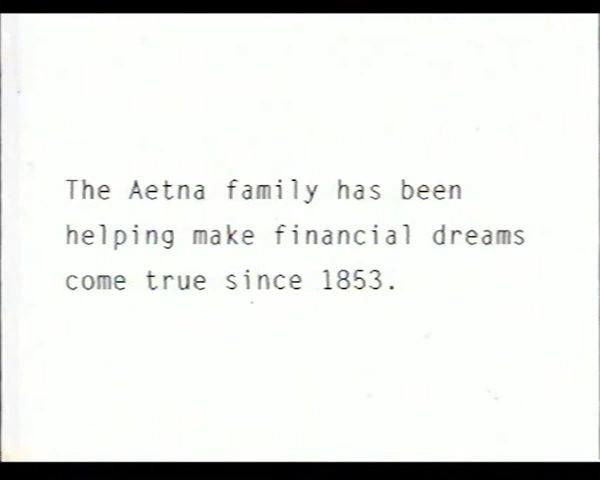 The Aetna family has been
helping make financial dreams
come true since 1853.